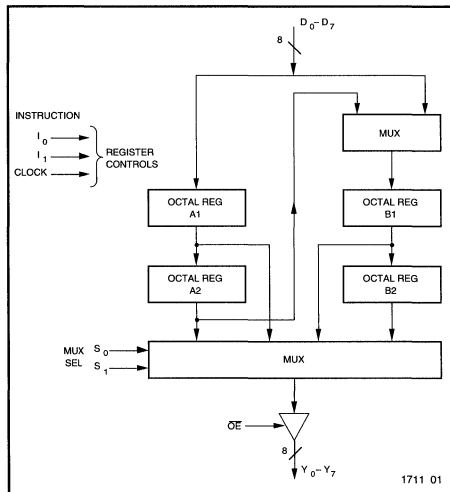 D0–D7
8
INSTRUCTION
I0
I1
CLOCK
REGISTER
CONTROLS
MUX
OCTAL REG
A1
OCTAL REG
B1
OCTAL REG
A2
OCTAL REG
B2
MUX
SEL
S0
S1
MUX
OE
8
Y0–Y7
1711 01